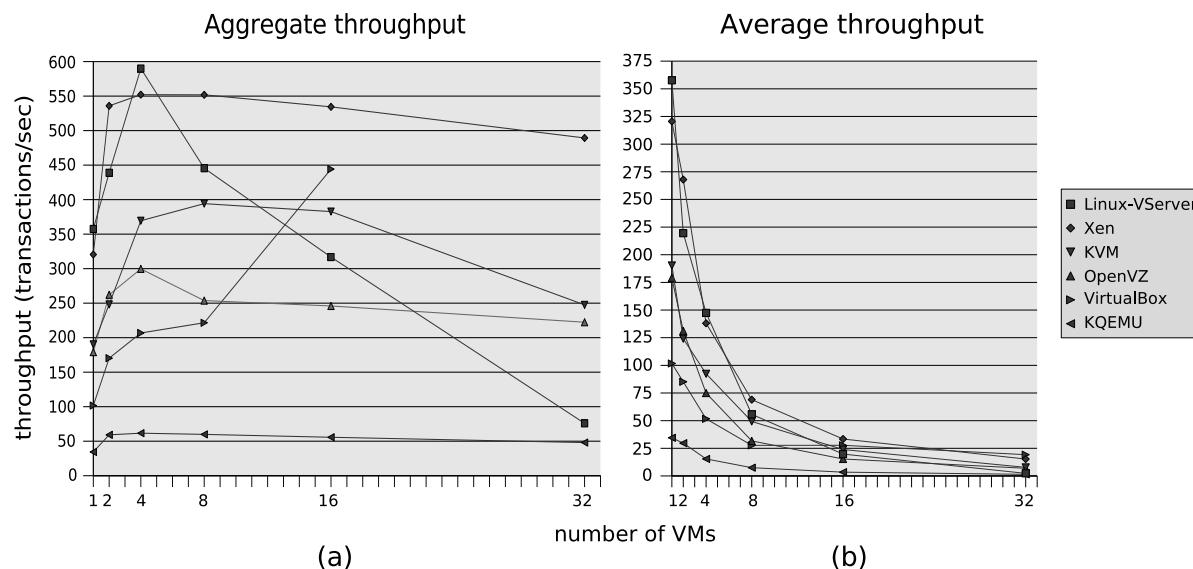 Aggregate throughput
throughput (transactions/sec)
600
550
500
450
400
350
300
250
200
150
100
50
0
1 2 4 8 16 32
(a)
Average throughput
375
350
325
300
275
250
225
200
175
150
125
100
75
50
25
0
12 4 8 16 32
(b)
number of VMs
Linux-VServer
Xen
KVM
OpenVZ
VirtualBox
KQEMU